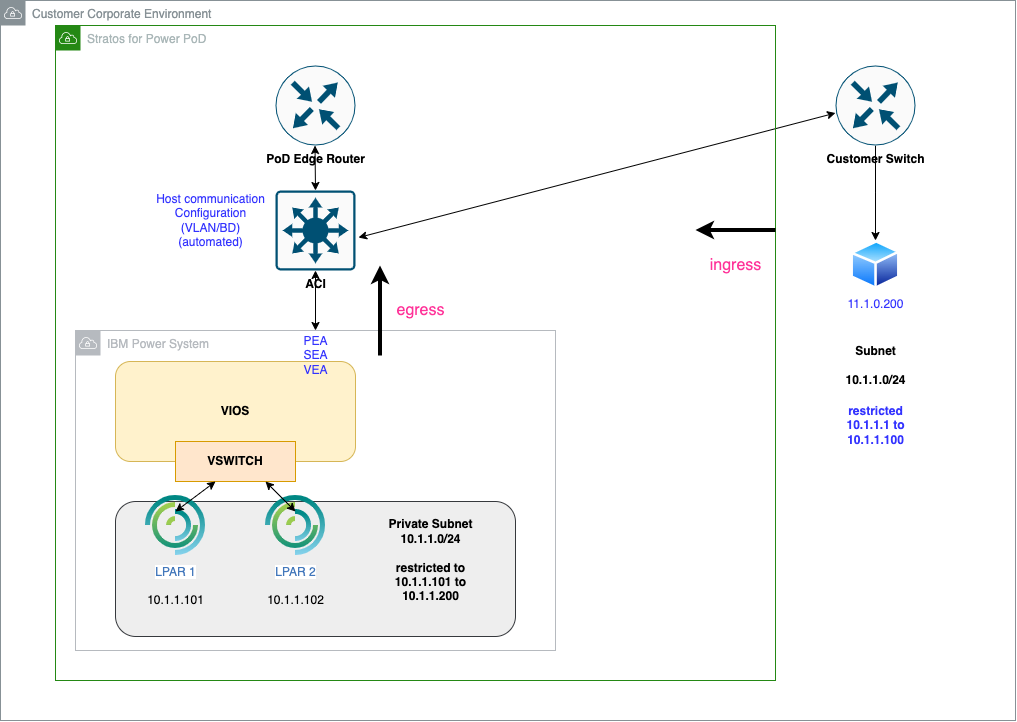 Customer Corporate Environment
Stratos for Power PoD
PoD Edge Router
Customer Switch
Host communication
Configuration
(VLAN/BD)
(automated)
ACI
ingress
egress
11.1.0.200
Subnet
10.1.1.0/24
restricted
10.1.1.1 to
10.1.1.100
IBM Power System
PEA
SEA
VEA
VIOS
VSWITCH
LPAR 1
10.1.1.101
LPAR 2
10.1.1.102
Private Subnet
10.1.1.0/24
restricted to
10.1.1.101 to
10.1.1.200